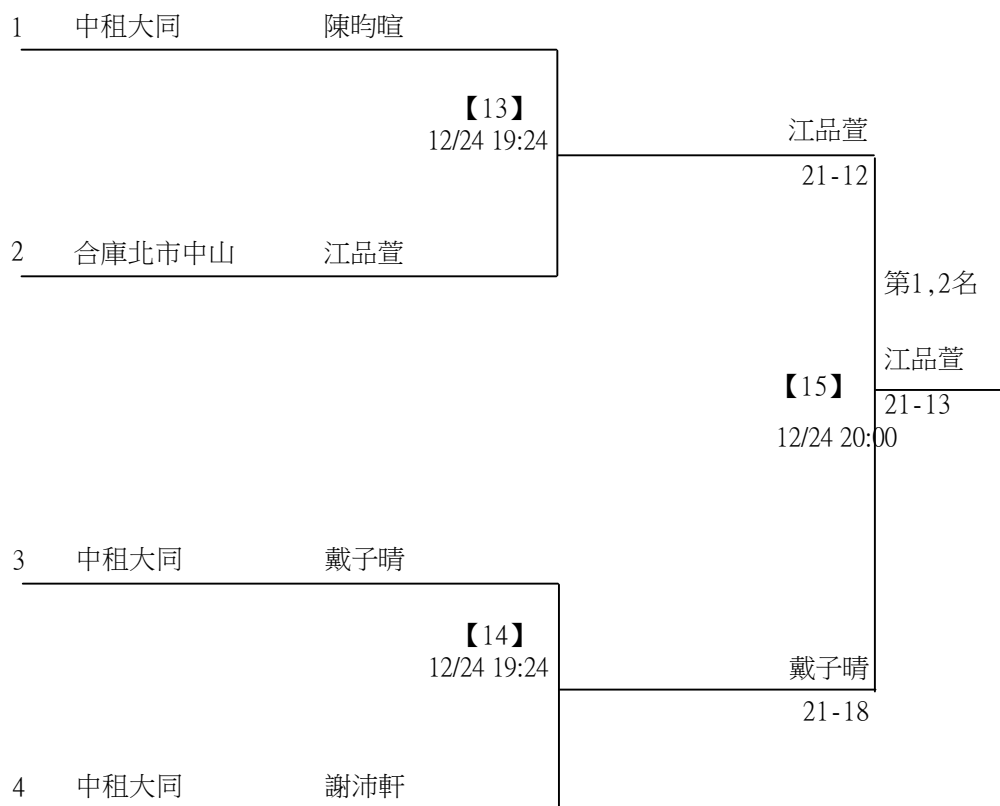 1 中租大同 陳昀暄
【13】
12/24 19:24
江品萱
21-12
2 合庫北市中山 江品萱
第1,2名
江品萱
【15】
21-13
12/24 20:00
3 中租大同 戴子晴
【14】
12/24 19:24
戴子晴
21-18
4 中租大同 謝沛軒